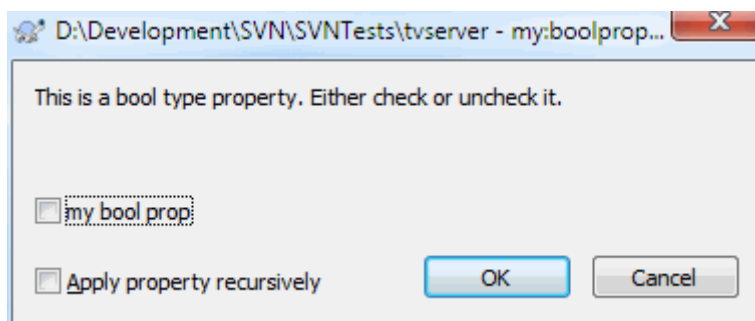 D:\Development\SVN\SVNTests\tvserver - my:boolprop...
This is a bool type property. Either check or uncheck it.
my bool prop
Apply property recursively
OK
Cancel